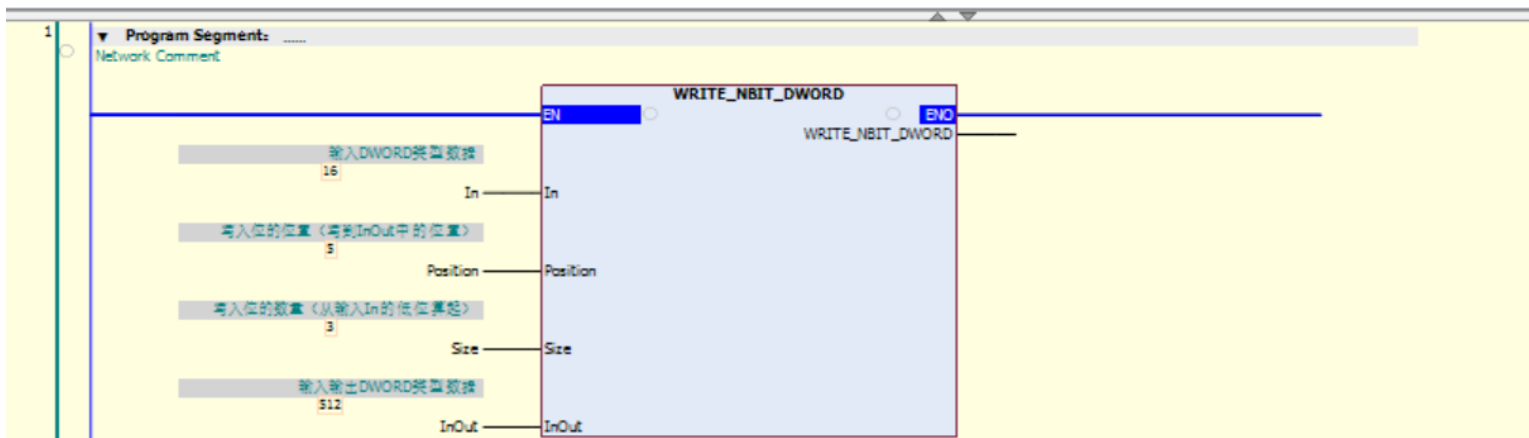 1
▼ Program Segment: .....
Network Comment
WRITE_NBIT_DWORD
EN
ENO
WRITE_NBIT_DWORD
输入DWORD类型数据
16
In
In
写入位的位置（写到InOut中的位置）
5
Position
Position
写入位的数量（从输入In的低位算起）
3
Size
Size
输入输出DWORD类型数据
512
InOut
InOut